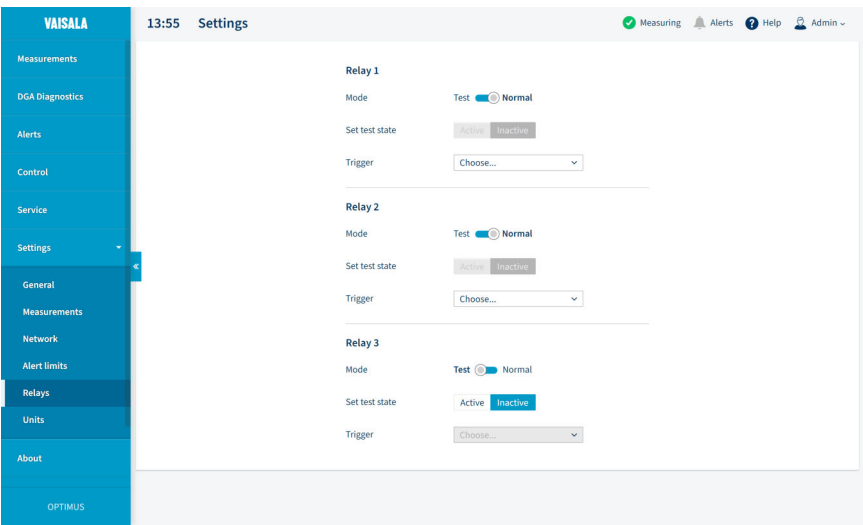 VAISALA
13:55 Settings
Measuring Alerts ? Help Admin
Measurements
DGA Diagnostics
Alerts
Control
Service
Settings
General
Measurements
Network
Alert limits
Relays
Units
About
OPTIMUS
«
Relay 1
Mode Test Normal
Set test state Active Inactive
Trigger Choose...
Relay 2
Mode Test Normal
Set test state Active Inactive
Trigger Choose...
Relay 3
Mode Test Normal
Set test state Active Inactive
Trigger Choose...